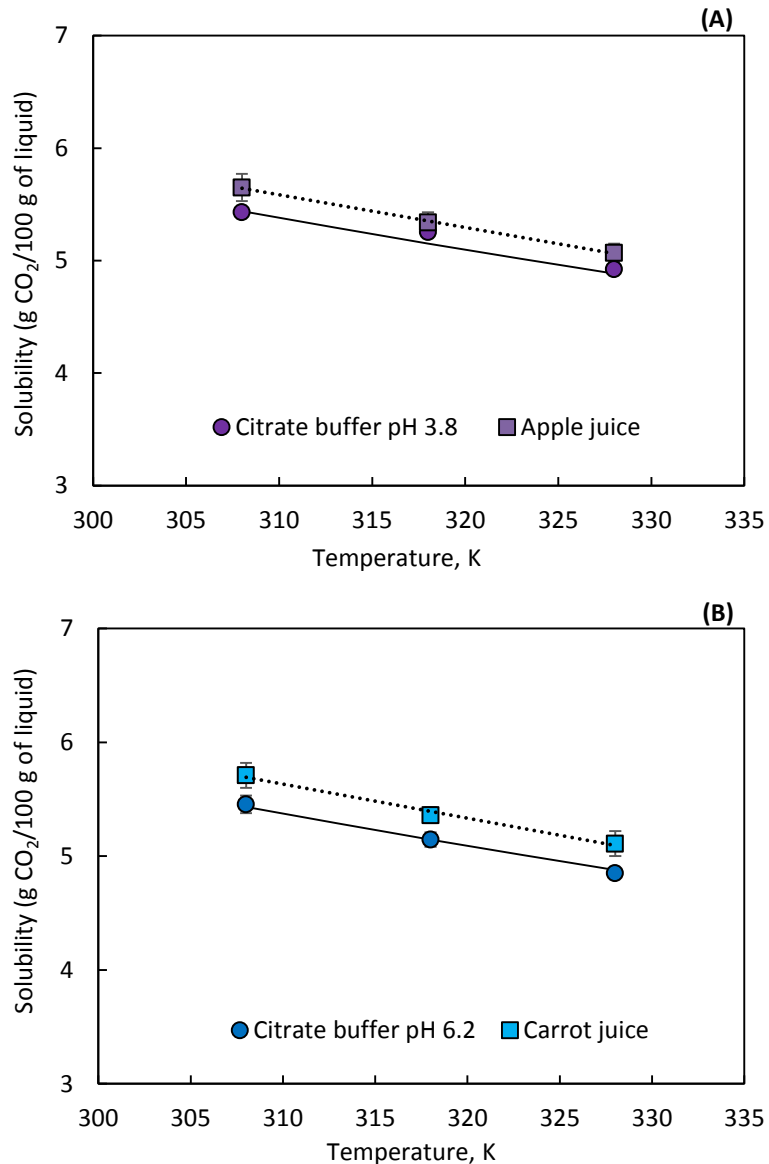 (A)
Solubility (g CO₂/100 g of liquid)
7
6
5
4
3
Citrate buffer pH 3.8
Apple juice
300 305 310 315 320 325 330 335
Temperature, K
(B)
Solubility (g CO₂/100 g of liquid)
7
6
5
4
3
Citrate buffer pH 6.2
Carrot juice
300 305 310 315 320 325 330 335
Temperature, K